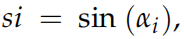 si = sin (αᵢ),